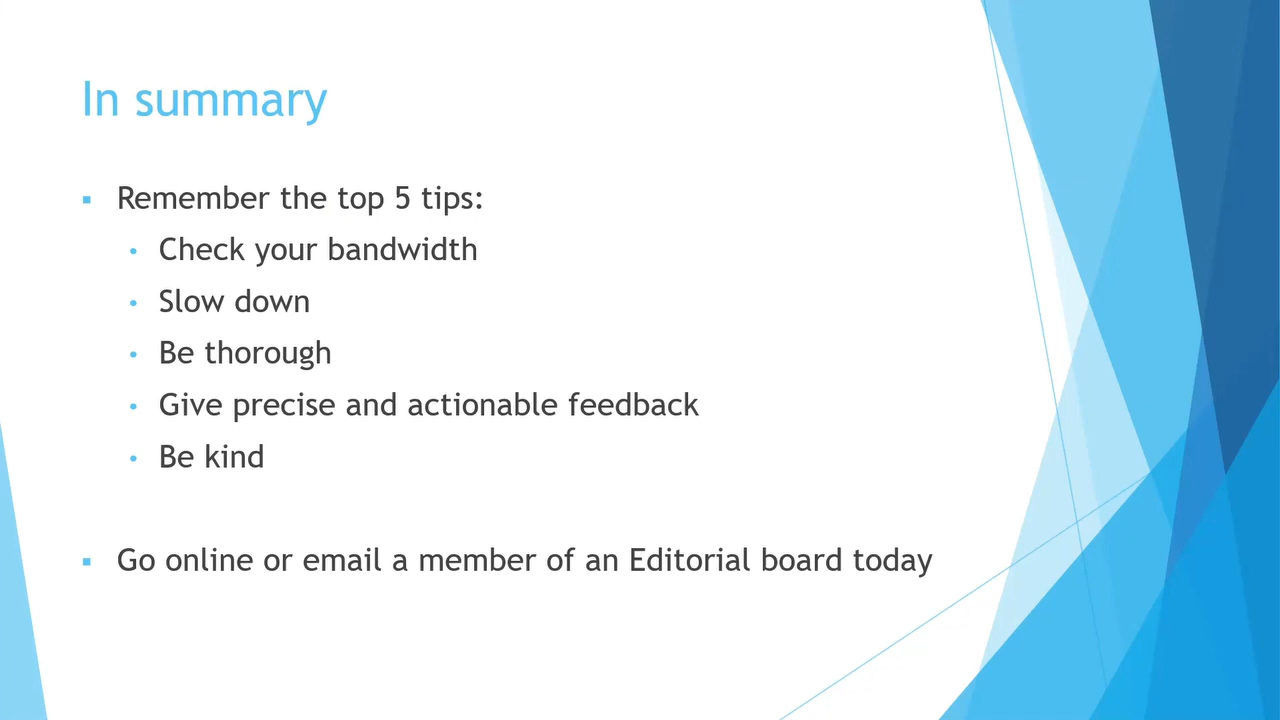 In summary
Remember the top 5 tips:
Check your bandwidth
Slow down
Be thorough
Give precise and actionable feedback
Be kind
Go online or email a member of an Editorial board today